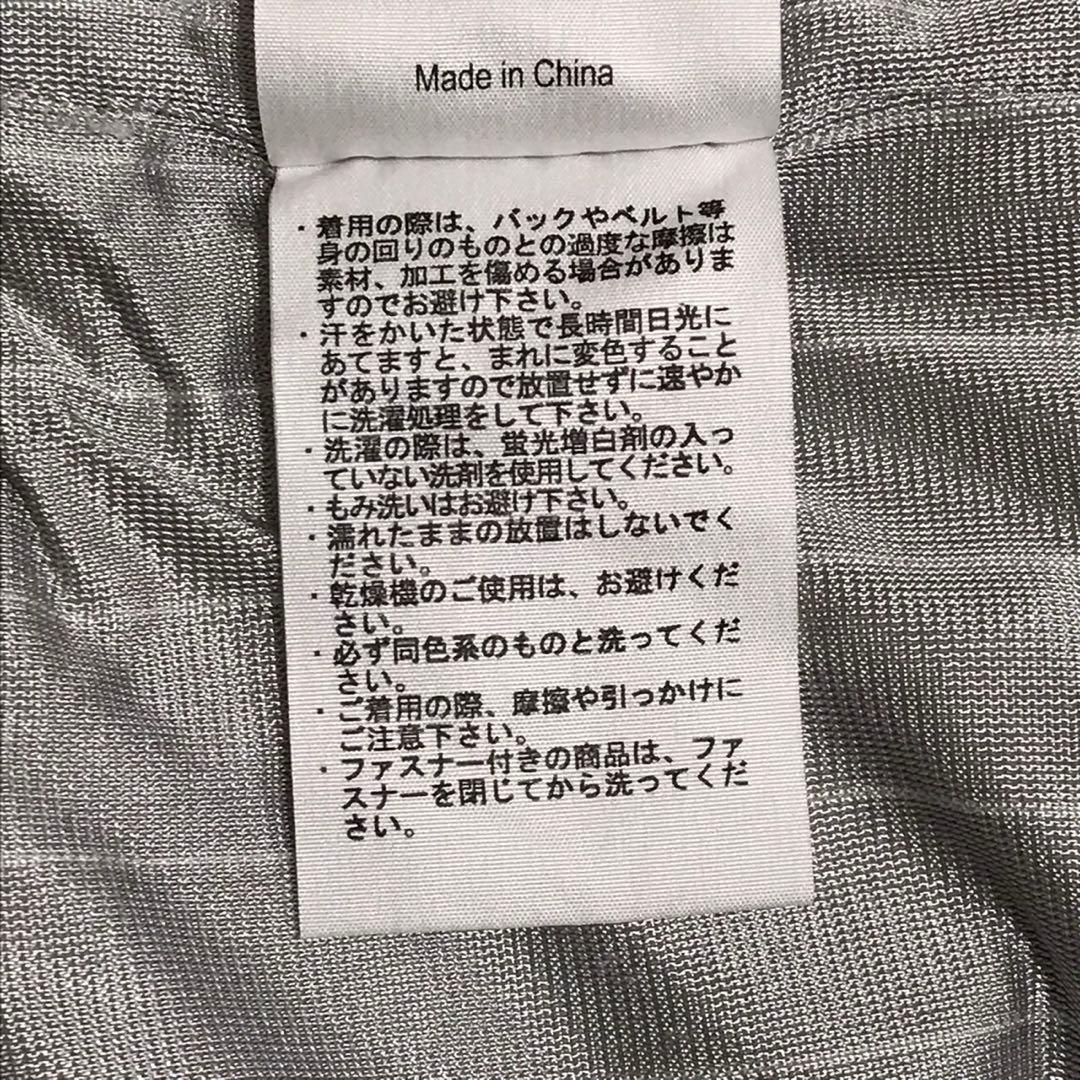 Made in China
・着用の際は、バックやベルト等
身の回りのものとの過度な摩擦は
素材、加工を傷める場合がありま
すのでお避け下さい。
・汗をかいた状態で長時間日光に
あてますと、まれに変色すること
がありますので放置せずに速やか
に洗濯処理をして下さい。
・洗濯の際は、蛍光増白剤の入っ
ていない洗剤を使用してください。
・もみ洗いはお避け下さい。
・濡れたままの放置はしないでく
ださい。
・乾燥機のご使用は、お避けくだ
さい。
・必ず同色系のものと洗ってくだ
さい。
・ご着用の際、摩擦や引っかけに
ご注意下さい。
・ファスナー付きの商品は、ファ
スナーを閉じてから洗ってくだ
さい。